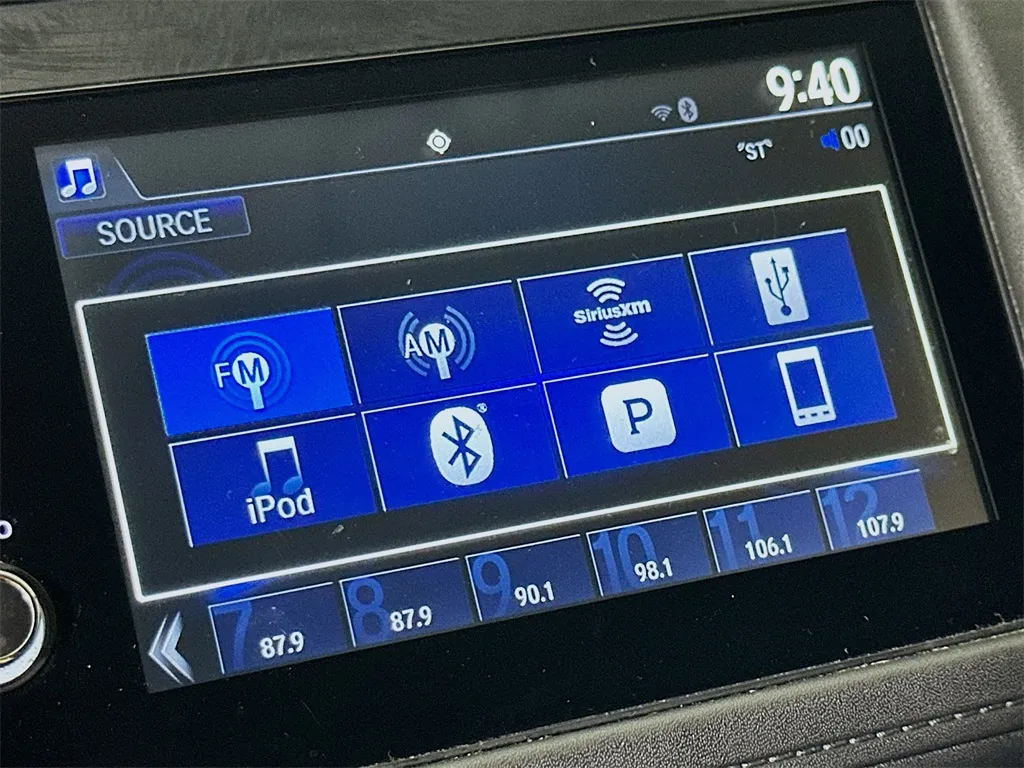 9:40
"ST" 00
SOURCE
FM AM SiriusXM
iPod ® P
7 8 9 10 11 12
87.9 87.9 90.1 98.1 106.1 107.9